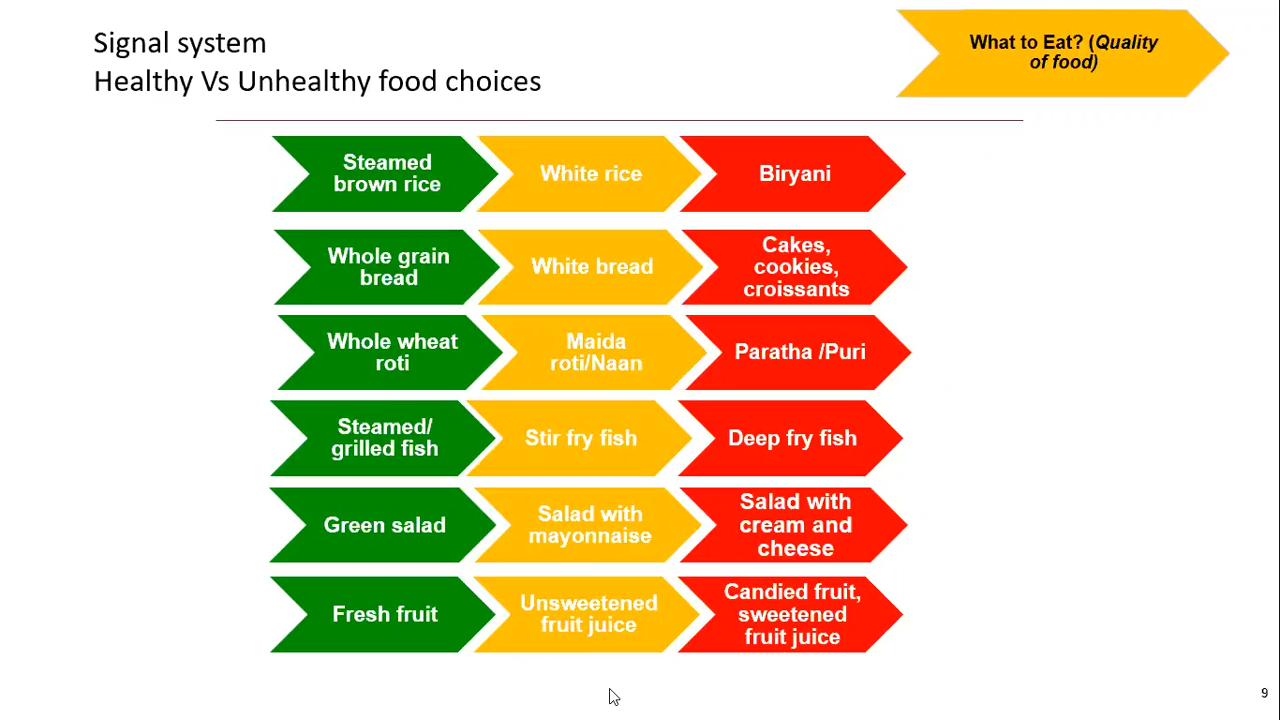 Signal system
Healthy Vs Unhealthy food choices
What to Eat? (Quality
of food)
Steamed
brown rice
White rice
Biryani
Whole grain
bread
White bread
Cakes,
cookies,
croissants
Whole wheat
roti
Maida
roti/Naan
Paratha /Puri
Steamed/
grilled fish
Stir fry fish
Deep fry fish
Green salad
Salad with
mayonnaise
Salad with
cream and
cheese
Fresh fruit
Unsweetened
fruit juice
Candied fruit,
sweetened
fruit juice
9